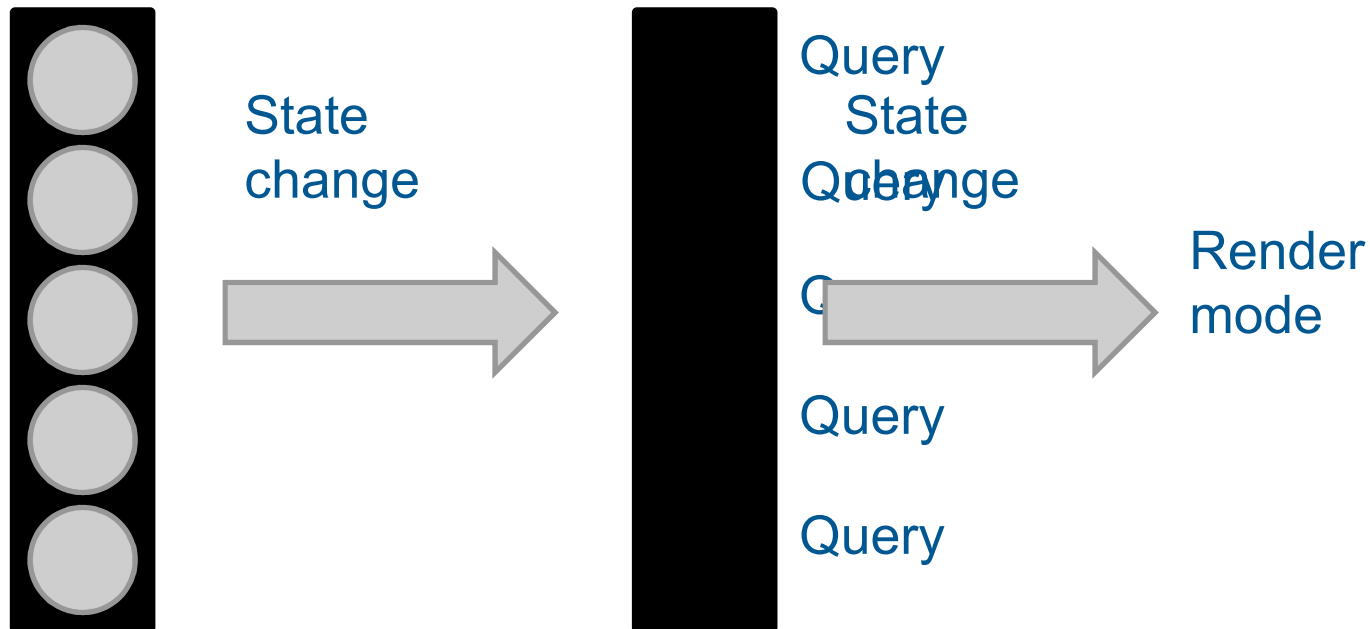 State
change
Query
Query
Q
Query
Query
State
change
Render
mode